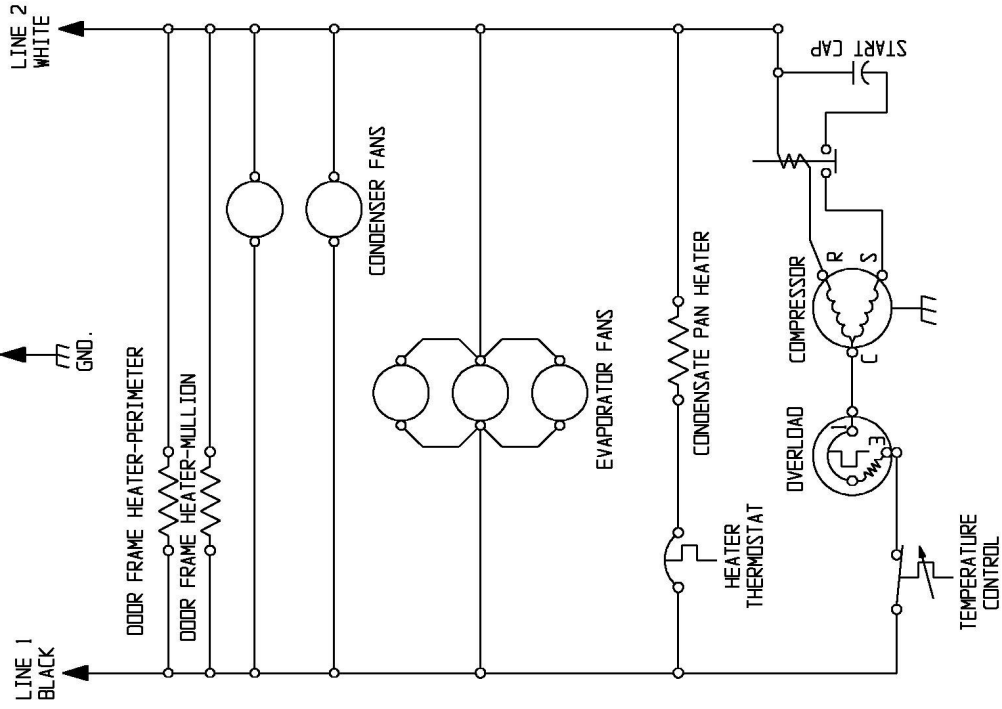 LINE 1
BLACK
LINE 2
WHITE
GND.
DOOR FRAME HEATER-PERIMETER
DOOR FRAME HEATER-MULLION
CONDENSER FANS
EVAPORATOR FANS
CONDENSATE PAN HEATER
HEATER
THERMOSTAT
START CAP
COMPRESSOR
R
S
C
OVERLOAD
1
E
TEMPERATURE
CONTROL